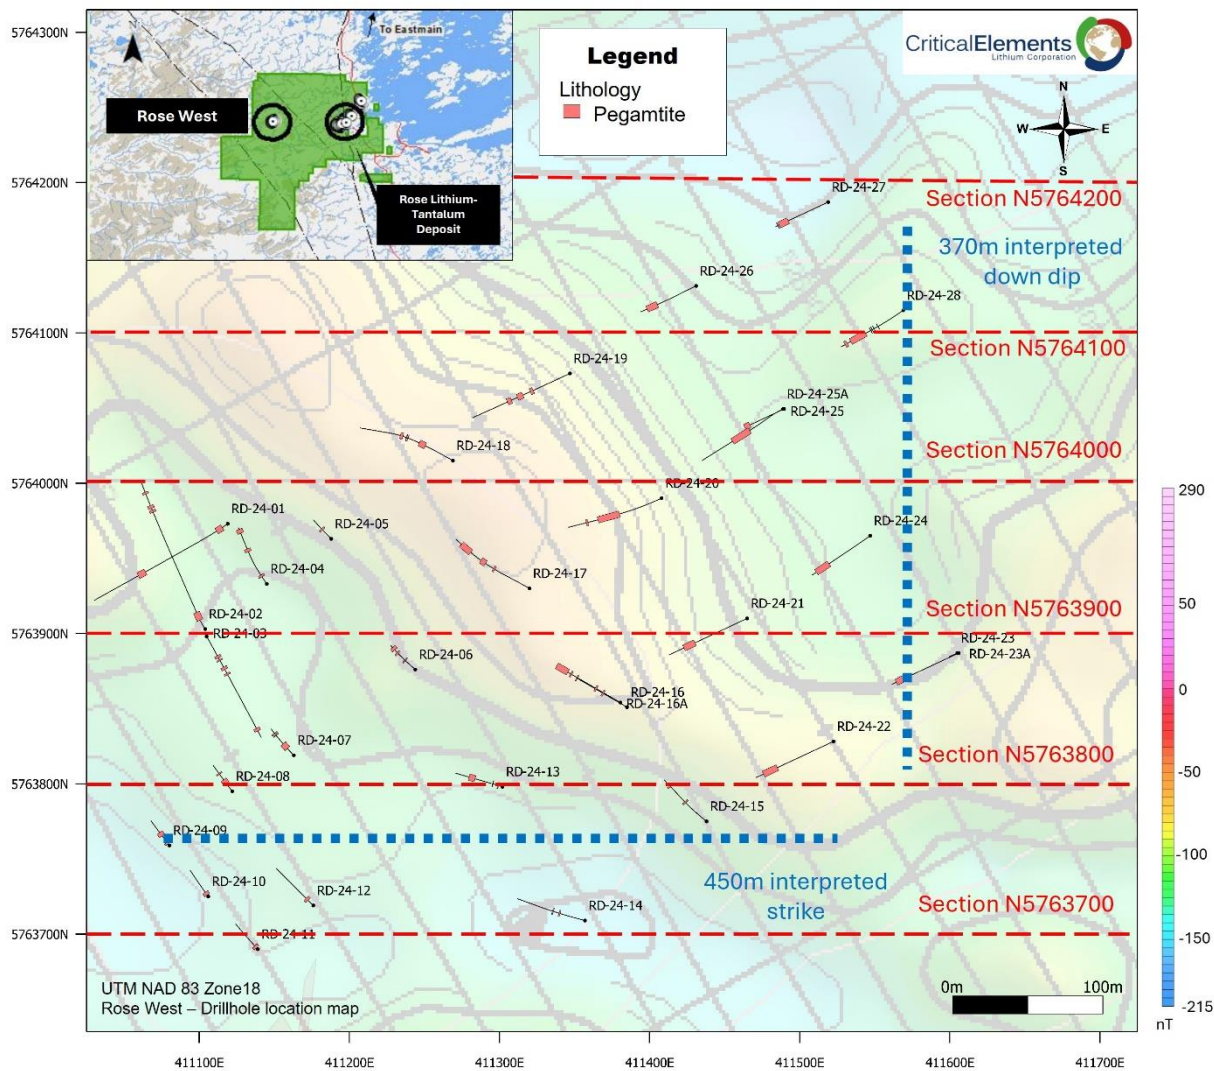 5764300N
To Eastmain
Rose West
Rose Lithium-
Tantalum
Deposit
Legend
Lithology
Pegamtite
CriticalElements
Lithium Corporation
N
W
E
S
5764200N
RD-24-27
Section N5764200
370m interpreted
down dip
RD-24-26
RD-24-28
5764100N
Section N5764100
RD-24-19
RD-24-25A
RD-24-25
RD-24-18
Section N5764000
5764000N
RD-24-20
RD-24-01
RD-24-05
RD-24-24
RD-24-04
RD-24-17
RD-24-02
RD-24-21
Section N5763900
5763900N
RD-24-03
RD-24-23
RD-24-06
RD-24-23A
RD-24-16
RD-24-16A
RD-24-07
RD-24-22
Section N5763800
RD-24-08
RD-24-13
5763800N
RD-24-15
RD-24-09
RD-24-10
RD-24-12
450m interpreted
strike
RD-24-14
Section N5763700
5763700N
RD-24-11
UTM NAD 83 Zone18
Rose West – Drillhole location map
0m
100m
290
50
0
-50
-100
-150
-215
nT
411100E
411200E
411300E
411400E
411500E
411600E
411700E